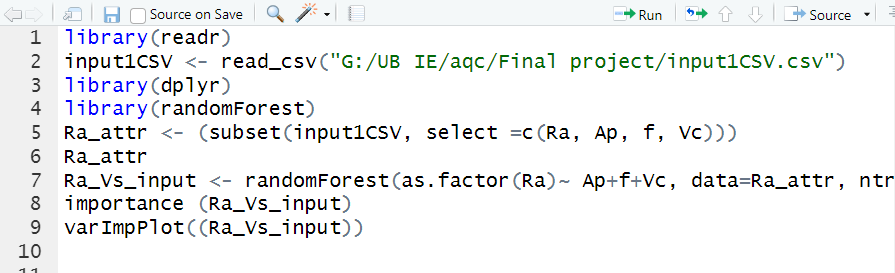 Source on Save
Run
Source
1 library(readr)
2 input1CSV <- read_csv("G:/UB IE/aqc/Final project/input1CSV.csv")
3 library(dplyr)
4 library(randomForest)
5 Ra_attr <- (subset(input1CSV, select =c(Ra, Ap, f, Vc)))
6 Ra_attr
7 Ra_Vs_input <- randomForest(as.factor(Ra)~ Ap+f+Vc, data=Ra_attr, ntr
8 importance (Ra_Vs_input)
9 varImpPlot((Ra_Vs_input))
10